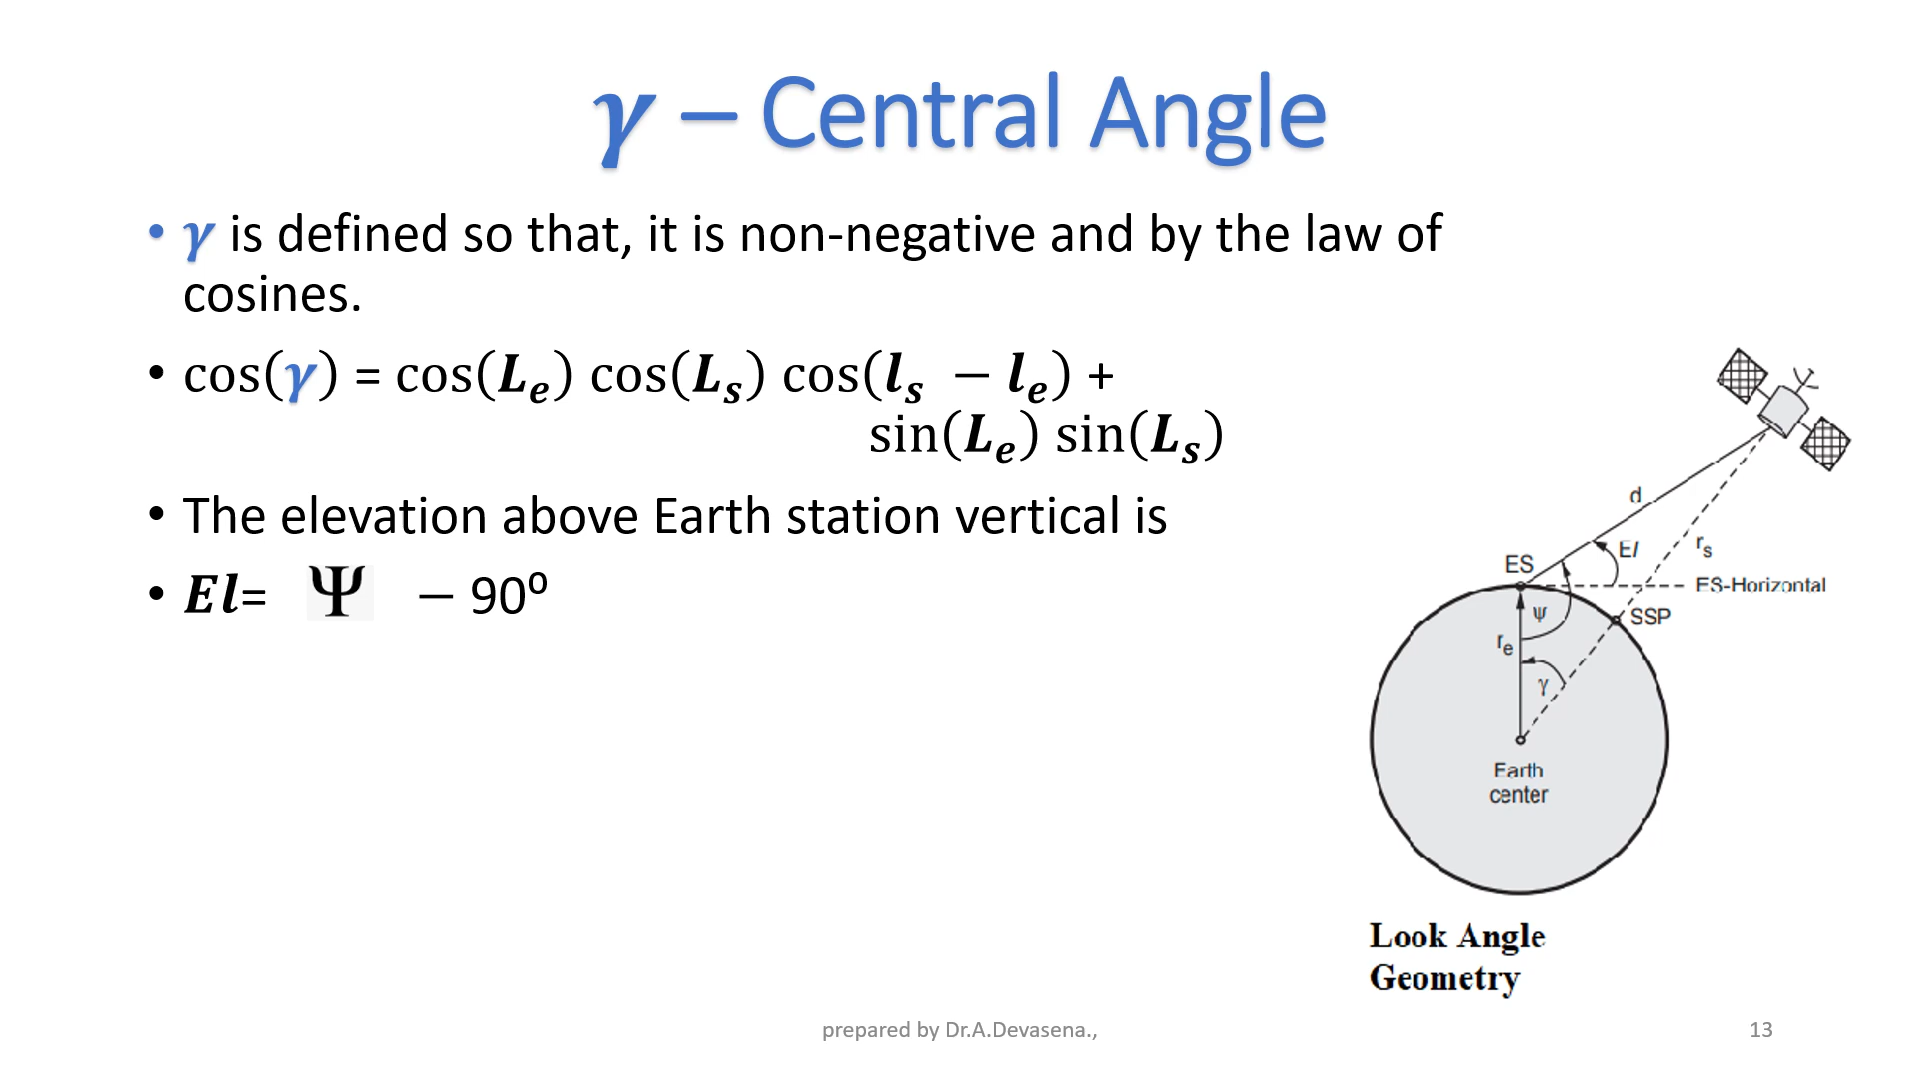 γ – Central Angle
• γ is defined so that, it is non-negative and by the law of
cosines.
• cos(γ) = cos(Lₑ) cos(Lₛ) cos(lₛ − lₑ) +
sin(Lₑ) sin(Lₛ)
• The elevation above Earth station vertical is
• El= Ψ − 90⁰
d
El
rₛ
ES
ES-Horizontal
ψ
SSP
rₑ
γ
Earth
center
Look Angle
Geometry
prepared by Dr.A.Devasena.,
13